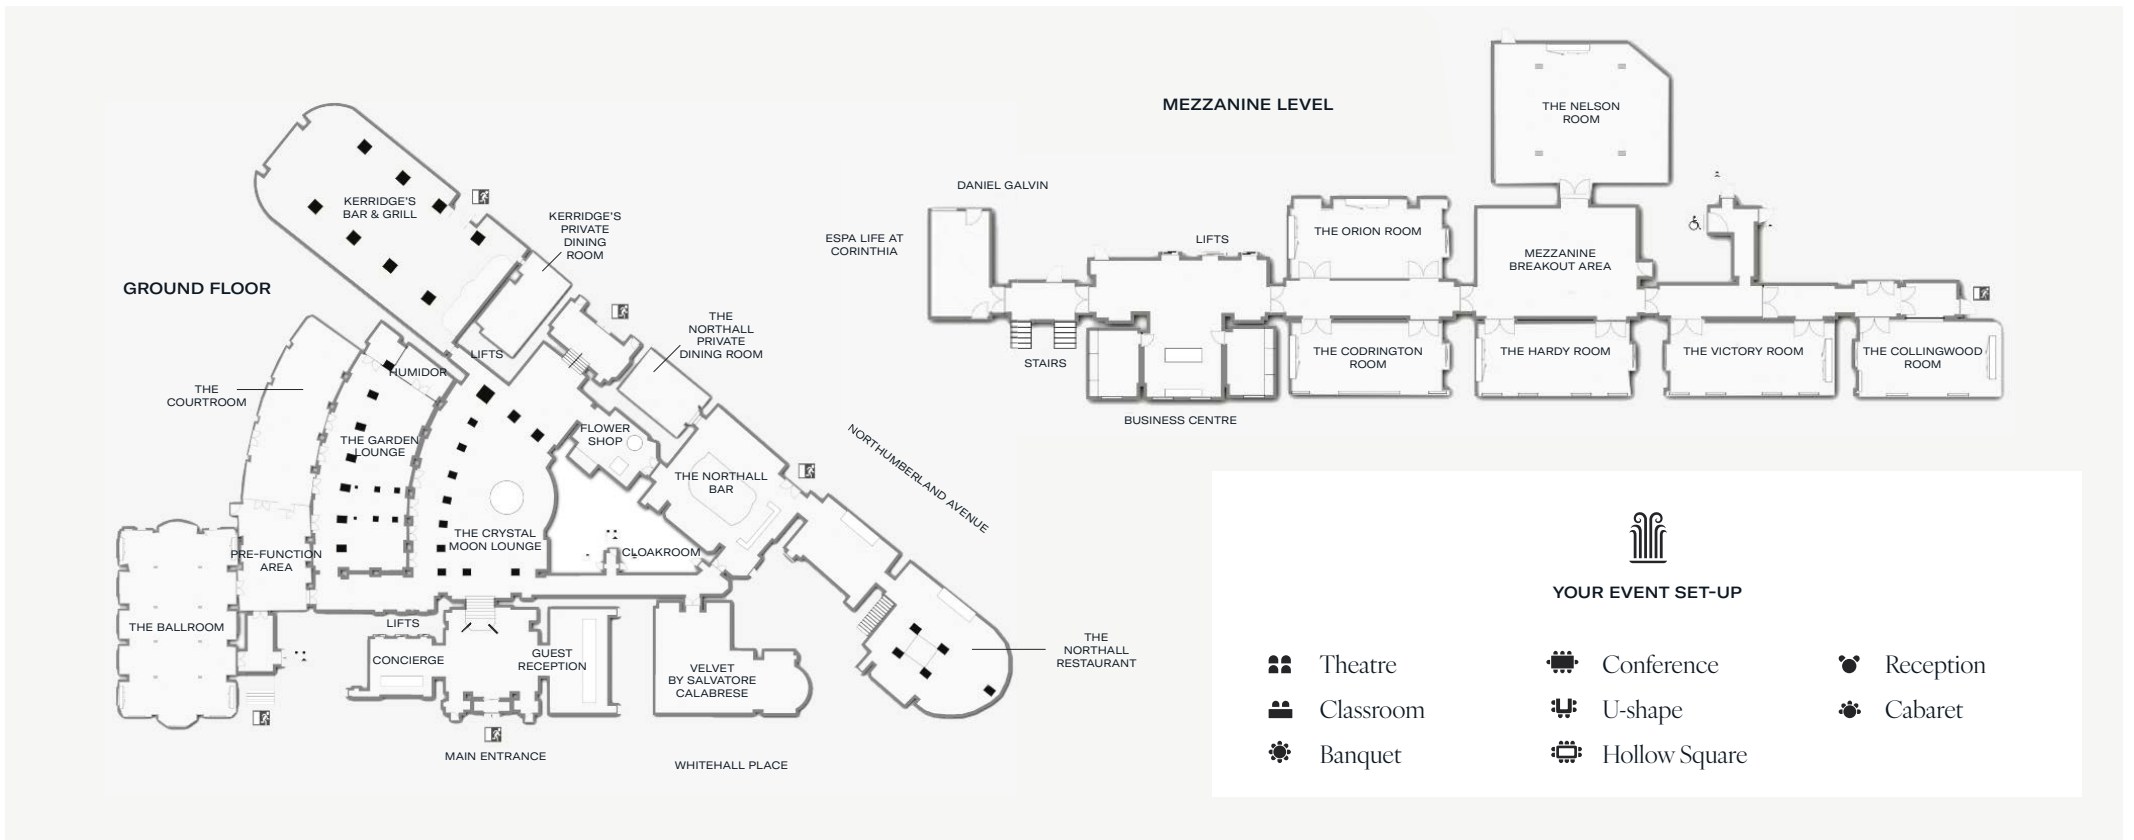 MEZZANINE LEVEL
THE NELSON
ROOM
DANIEL GALVIN
ESPA LIFE AT
CORINTHIA
LIFTS
THE ORION ROOM
MEZZANINE
BREAKOUT AREA
STAIRS
BUSINESS CENTRE
THE CODRINGTON
ROOM
THE HARDY ROOM
THE VICTORY ROOM
THE COLLINGWOOD
ROOM
GROUND FLOOR
KERRIDGE'S
BAR & GRILL
KERRIDGE'S
PRIVATE
DINING
ROOM
THE
NORTHALL
PRIVATE
DINING ROOM
LIFTS
HUMIDOR
THE
COURTROOM
THE GARDEN
LOUNGE
FLOWER
SHOP
THE NORTHALL
BAR
NORTHUMBERLAND AVENUE
THE CRYSTAL
MOON LOUNGE
CLOAKROOM
PRE-FUNCTION
AREA
THE BALLROOM
LIFTS
CONCIERGE
GUEST
RECEPTION
VELVET
BY SALVATORE
CALABRESE
THE
NORTHALL
RESTAURANT
MAIN ENTRANCE
WHITEHALL PLACE
YOUR EVENT SET-UP
Theatre
Classroom
Banquet
Conference
U-shape
Hollow Square
Reception
Cabaret